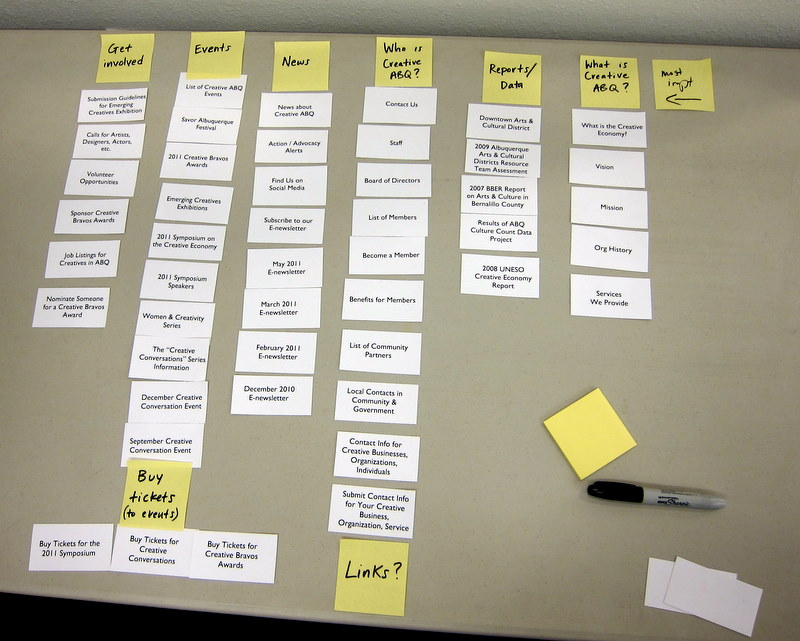 Get
involved
Submission Guidelines
for Emerging
Creatives Exhibition
Calls for Artists,
Designers, Actors,
etc.
Volunteer
Opportunities
Sponsor Creative
Bravos Awards
Job Listings for
Creatives in ABQ
Nominate Someone
for a Creative Bravos
Award
Events
List of Creative ABQ
Events
Savor Albuquerque
Festival
2011 Creative Bravos
Awards
Emerging Creatives
Exhibitions
2011 Symposium on
the Creative Economy
2011 Symposium
Speakers
Women & Creativity
Series
The "Creative
Conversations" Series
Information
December Creative
Conversation Event
September Creative
Conversation Event
Buy
tickets
(to events)
Buy Tickets for the
2011 Symposium
Buy Tickets for
Creative
Conversations
Buy Tickets for
Creative Bravos
Awards
News
News about
Creative ABQ
Action / Advocacy
Alerts
Find Us on
Social Media
Subscribe to our
E-newsletter
May 2011
E-newsletter
March 2011
E-newsletter
February 2011
E-newsletter
December 2010
E-newsletter
Who is
Creative
ABQ?
Contact Us
Staff
Board of Directors
List of Members
Become a Member
Benefits for Members
List of Community
Partners
Local Contacts in
Community &
Government
Contact Info for
Creative Businesses,
Organizations,
Individuals
Submit Contact Info
for Your Creative
Business,
Organization, Service
Links?
Reports/
Data
Downtown Arts &
Cultural District
2009 Albuquerque
Arts & Cultural
Districts Resource
Team Assessment
2007 BBER Report
on Arts & Culture in
Bernalillo County
Results of ABQ
Culture Count Data
Project
2008 UNESO
Creative Economy
Report
What is
Creative
ABQ?
What is the Creative
Economy?
Vision
Mission
Org History
Services
We Provide
most
impt
←
Sharpie